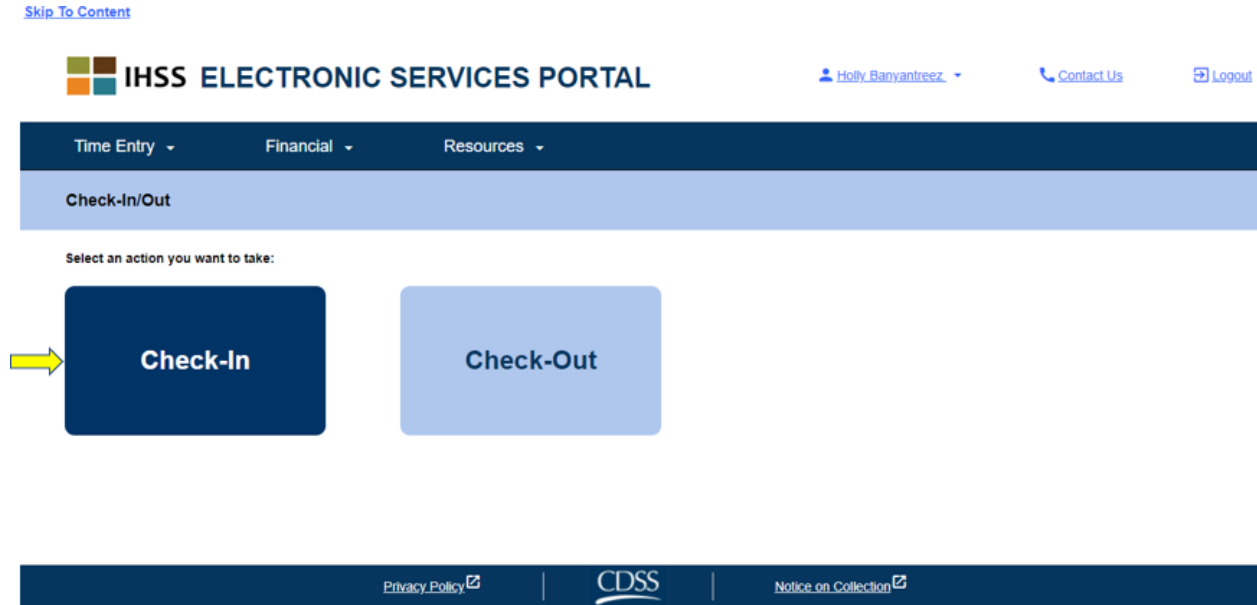 Skip To Content
IHSS ELECTRONIC SERVICES PORTAL
Holly Banyantreez
Contact Us
Logout
Time Entry
Financial
Resources
Check-In/Out
Select an action you want to take:
Check-In
Check-Out
Privacy Policy
CDSS
Notice on Collection